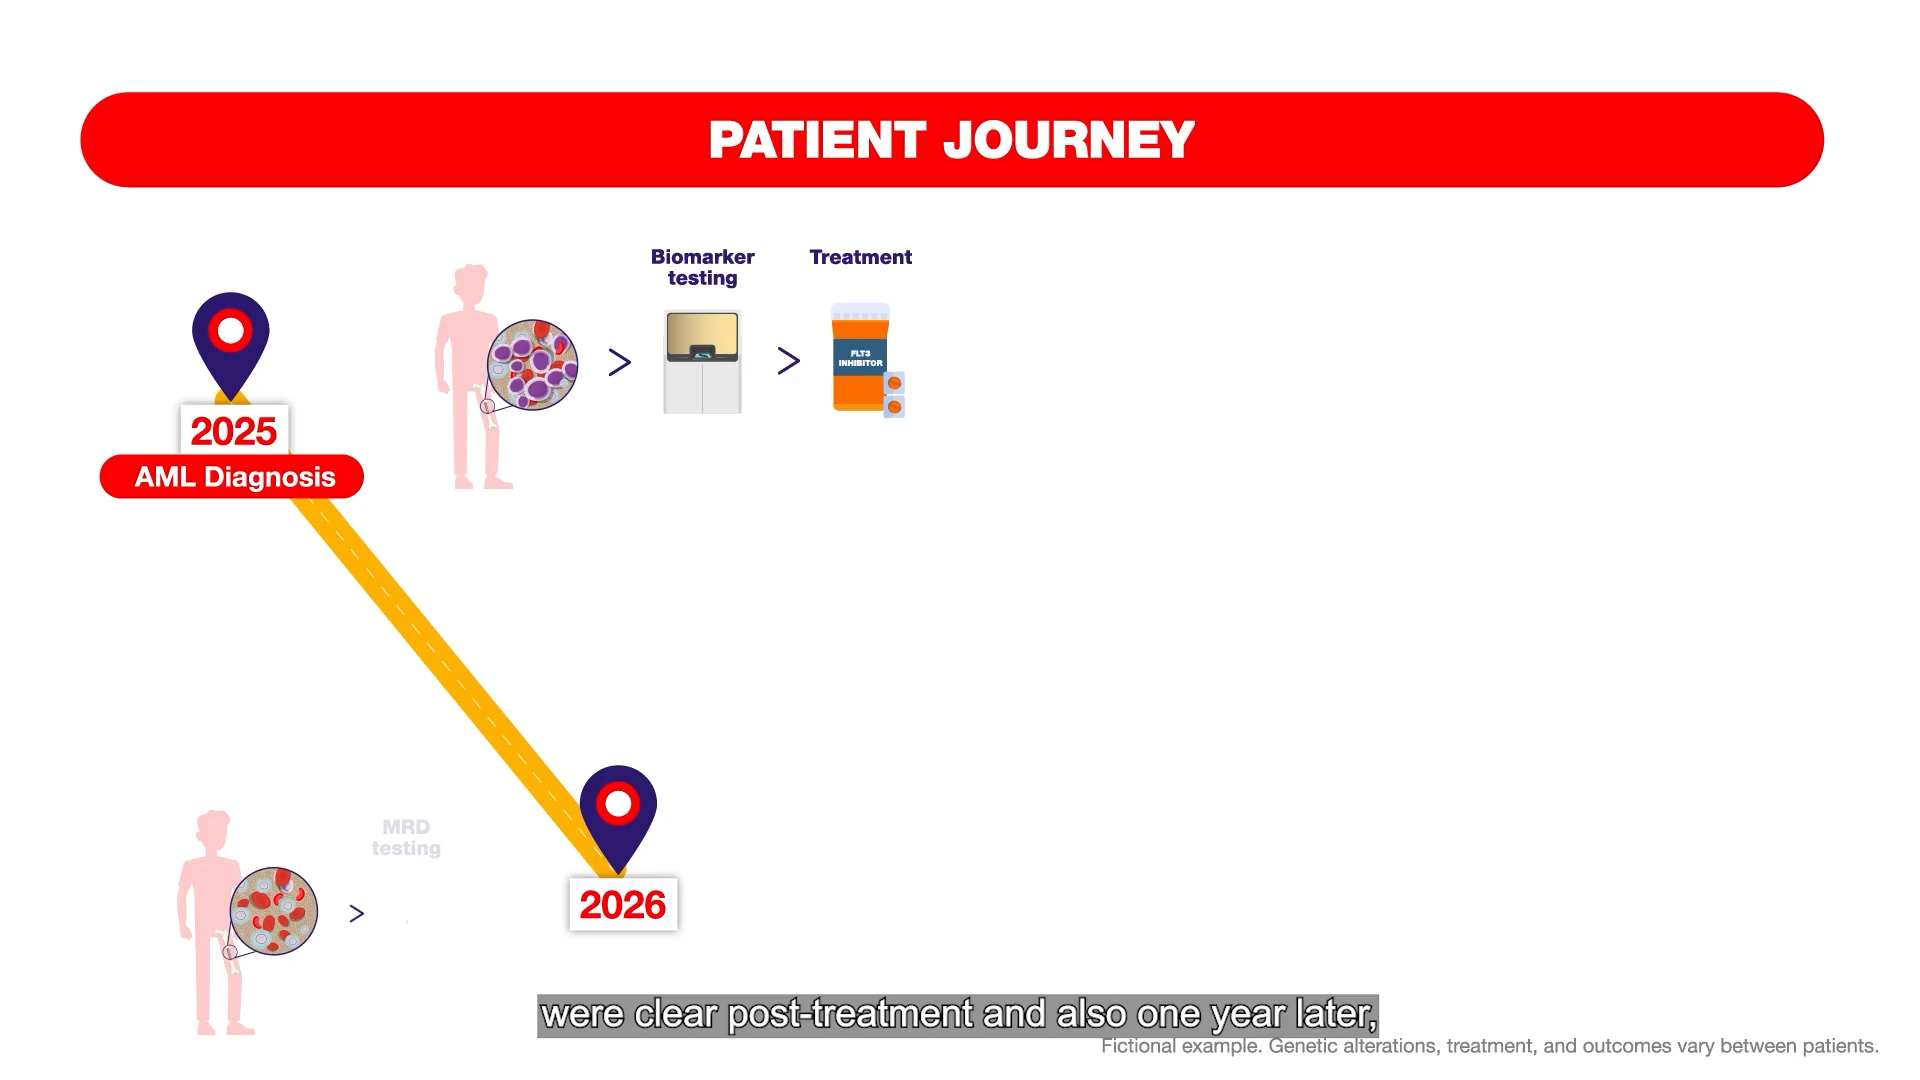 PATIENT JOURNEY
Biomarker
testing
Treatment
FLT3
INHIBITOR
2025
AML Diagnosis
MRD
testing
2026
were clear post-treatment and also one year later,
Fictional example. Genetic alterations, treatment, and outcomes vary between patients.